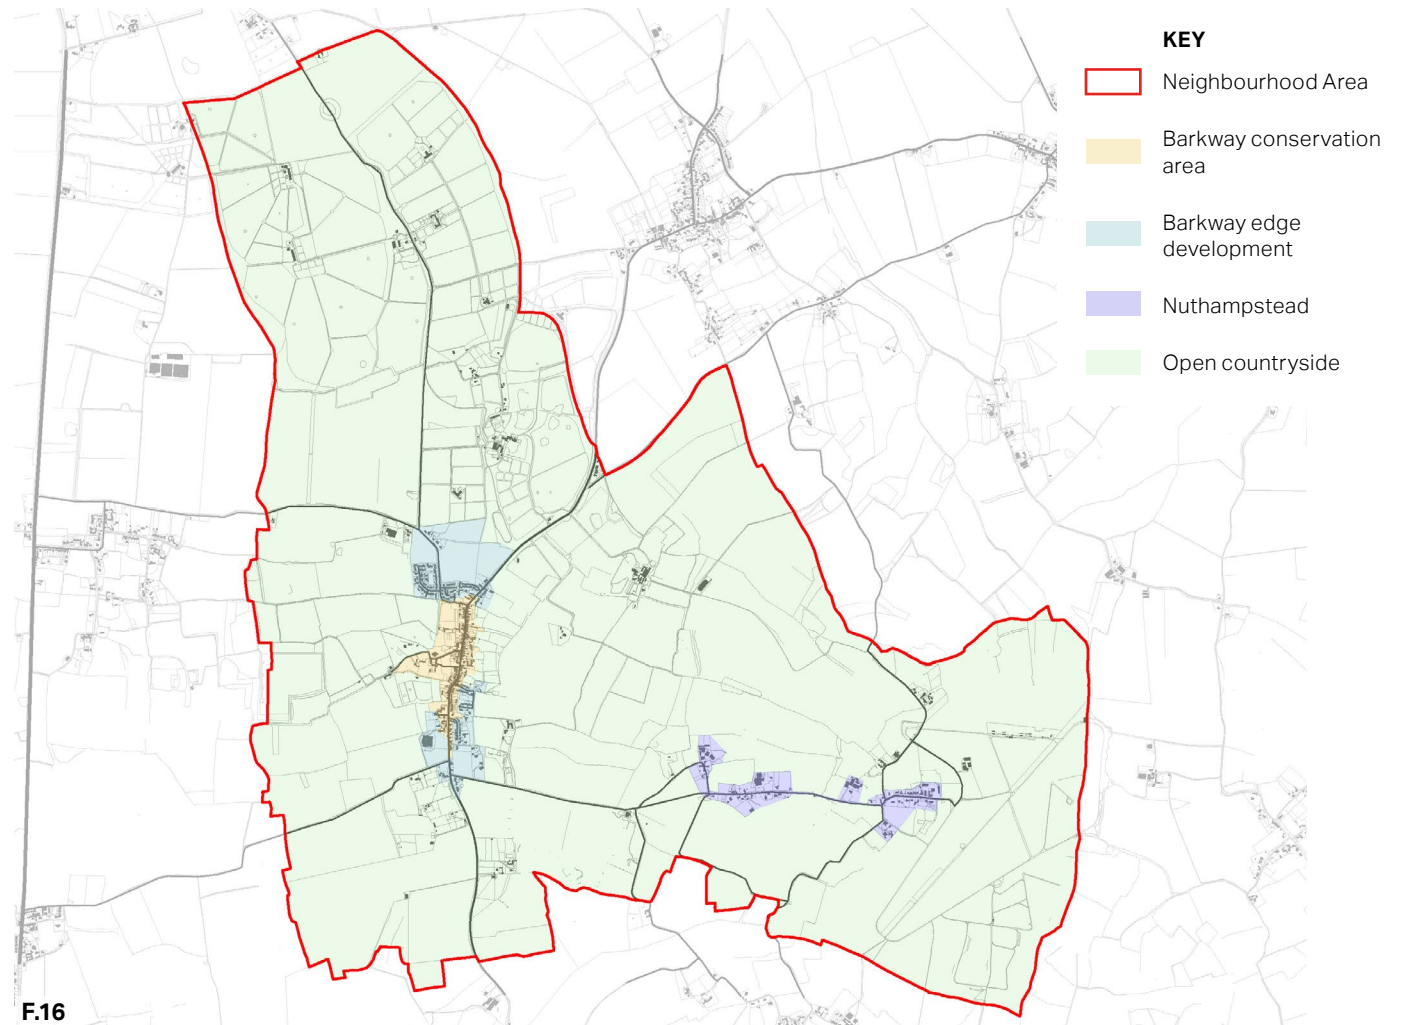 KEY
Neighbourhood Area
Barkway conservation
area
Barkway edge
development
Nuthampstead
Open countryside
F.16